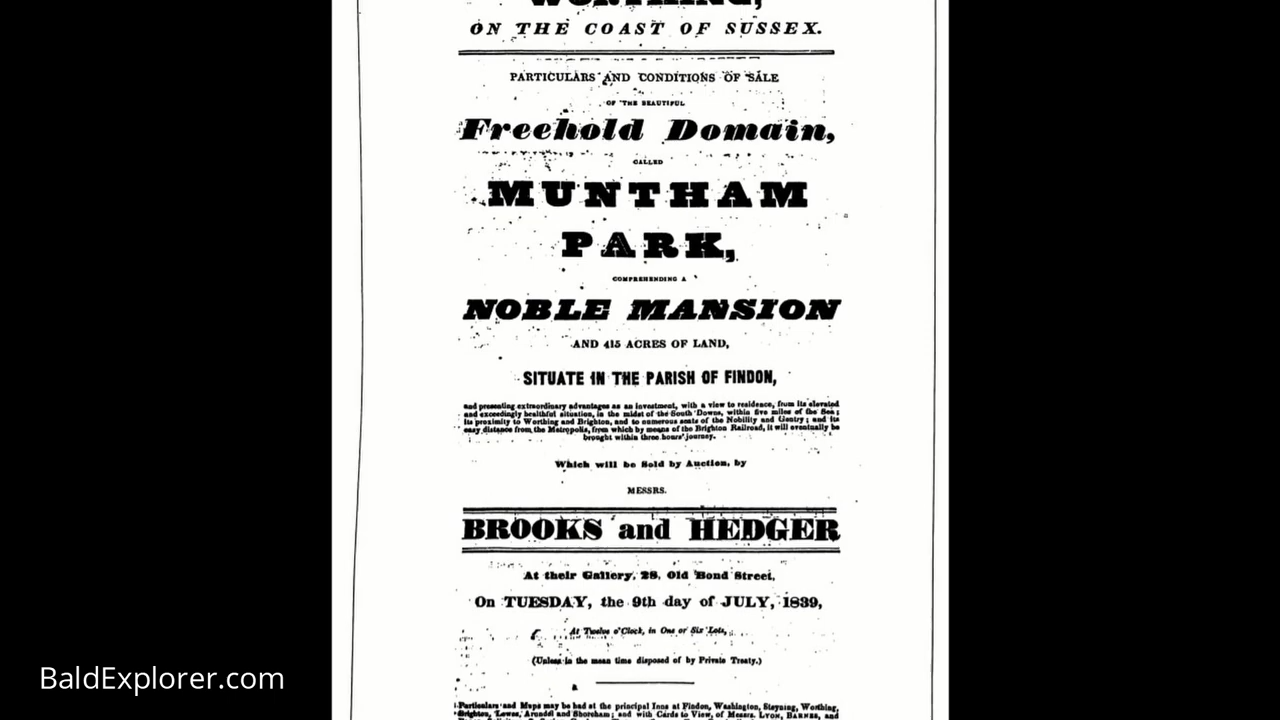 WORTHING,
ON THE COAST OF SUSSEX.
PARTICULARS AND CONDITIONS OF SALE
OF THE BEAUTIFUL
Freehold Domain,
CALLED
MUNTHAM
PARK,
COMPREHENDING A
NOBLE MANSION
AND 415 ACRES OF LAND,
SITUATE IN THE PARISH OF FINDON,
and presenting extraordinary advantages as an investment, with a view to residence, from its elevated
and exceedingly healthful situation, in the midst of the South Downs, within five miles of the Sea;
its proximity to Worthing and Brighton, and to numerous seats of the Nobility and Gentry; and its
easy distance from the Metropolis, from which by means of the Brighton Railroad, it will eventually be
brought within three hours' journey.
Which will be Sold by Auction, by
MESSRS.
BROOKS and HEDGER
At their Gallery, 28, Old Bond Street,
On TUESDAY, the 9th day of JULY, 1839,
At Twelve o'Clock, in One or Six Lots,
(Unless in the mean time disposed of by Private Treaty.)
Particulars and Maps may be had at the principal Inns at Findon, Washington, Steyning, Worthing,
Brighton, Lewes, Arundel and Shoreham; and with Cards to View, of Messrs. LYON, BARNES, and
BaldExplorer.com